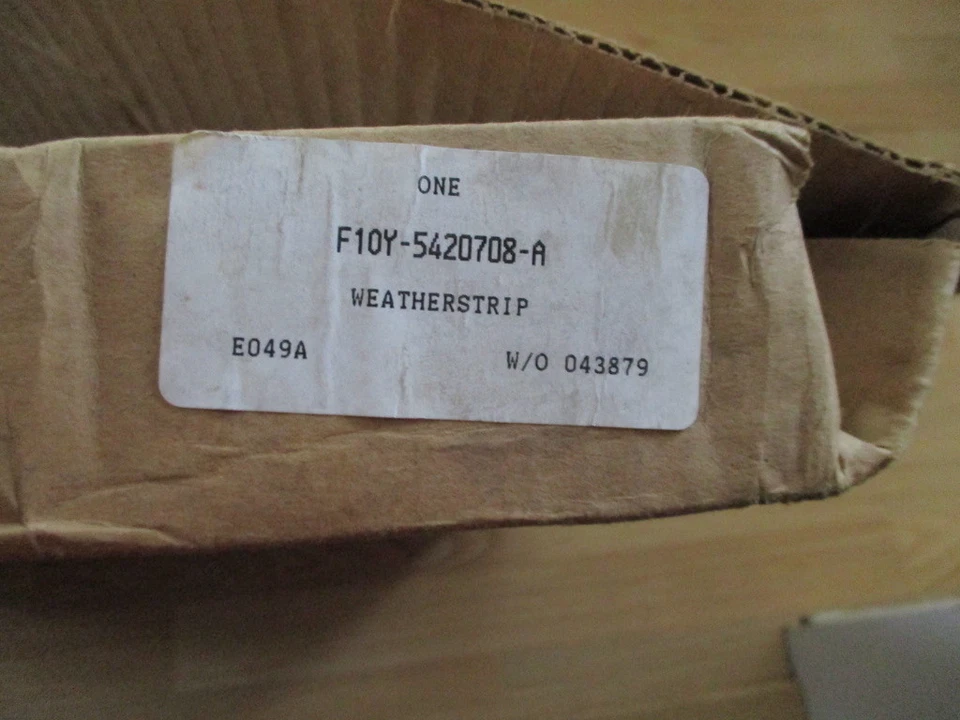 ONE
F10Y-5420708-A
WEATHERSTRIP
E049A W/O 043879